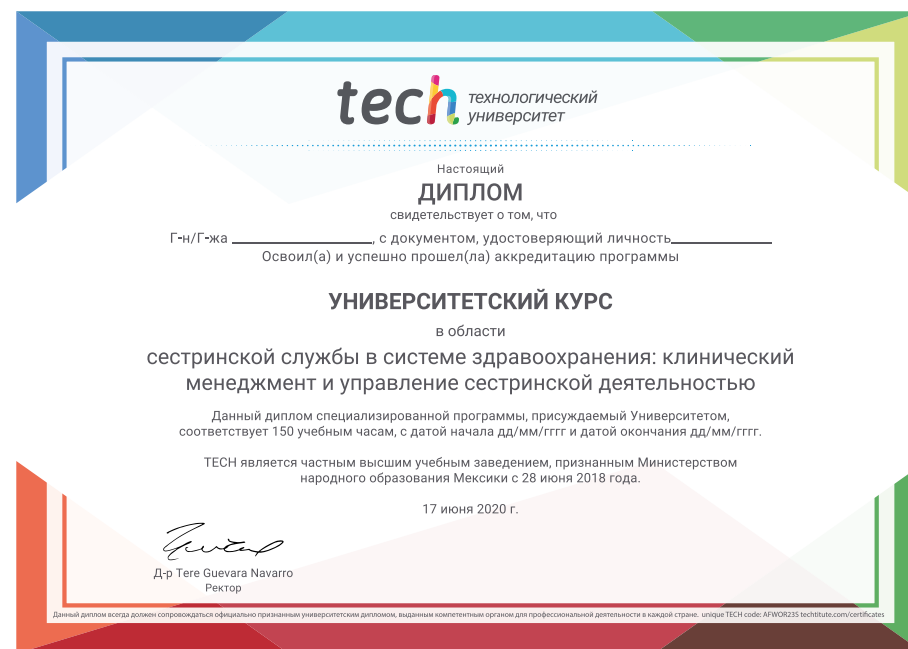 tech технологический
университет
Настоящий
ДИПЛОМ
свидетельствует о том, что
Г-н/Г-жа ____________, с документом, удостоверяющий личность____________
Освоил(а) и успешно прошел(ла) аккредитацию программы
УНИВЕРСИТЕТСКИЙ КУРС
в области
сестринской службы в системе здравоохранения: клинический
менеджмент и управление сестринской деятельностью
Данный диплом специализированной программы, присуждаемый Университетом,
соответствует 150 учебным часам, с датой начала дд/мм/гггг и датой окончания дд/мм/гггг.
TECH является частным высшим учебным заведением, признанным Министерством
народного образования Мексики с 28 июня 2018 года.
17 июня 2020 г.
Д-р Tere Guevara Navarro
Ректор
Данный диплом всегда должен сопровождаться официально признанным университетским дипломом, выданным компетентным органом для профессиональной деятельности в каждой стране. unique TECH code: AFWOR235 techtitute.com/certificates